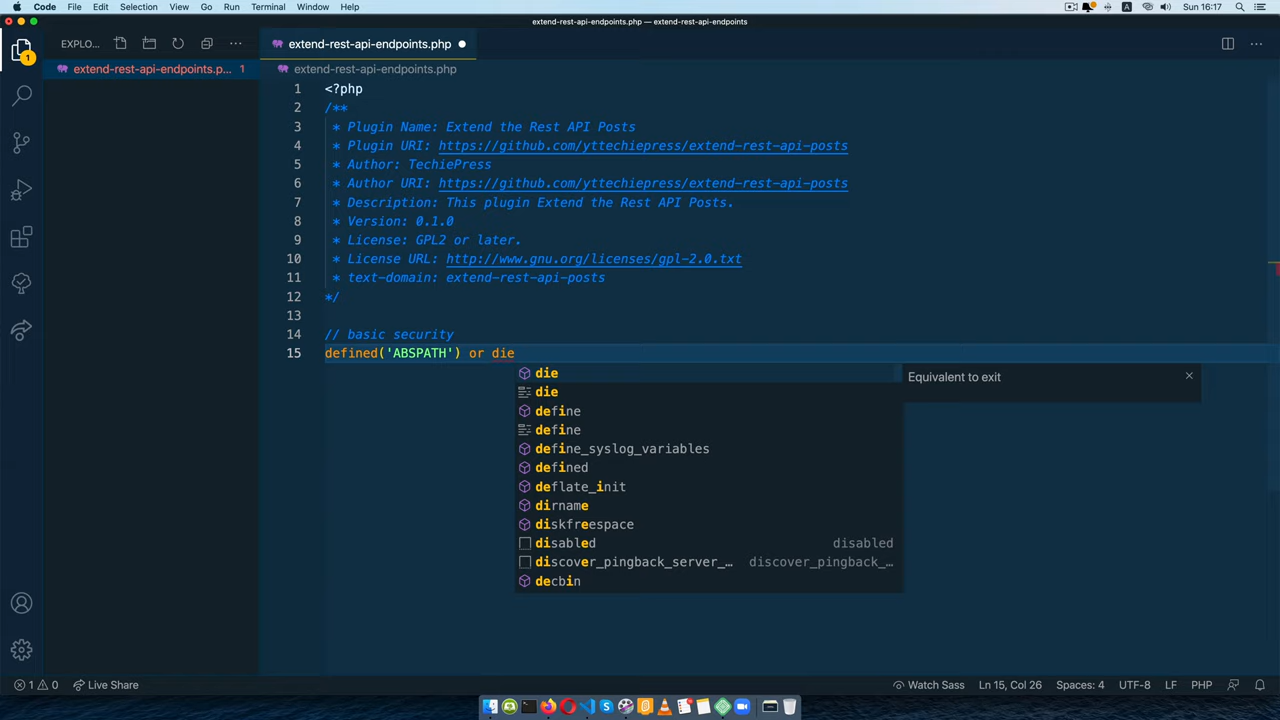 Code File Edit Selection View Go Run Terminal Window Help A Sun 16:17
extend-rest-api-endpoints.php — extend-rest-api-endpoints
EXPLO...
extend-rest-api-endpoints.php
1
extend-rest-api-endpoints.p... 1
extend-rest-api-endpoints.php
1 <?php
2 /**
3 * Plugin Name: Extend the Rest API Posts
4 * Plugin URI: https://github.com/yttechiepress/extend-rest-api-posts
5 * Author: TechiePress
6 * Author URI: https://github.com/yttechiepress/extend-rest-api-posts
7 * Description: This plugin Extend the Rest API Posts.
8 * Version: 0.1.0
9 * License: GPL2 or later.
10 * License URL: http://www.gnu.org/licenses/gpl-2.0.txt
11 * text-domain: extend-rest-api-posts
12 */
13
14 // basic security
15 defined('ABSPATH') or die
die
Equivalent to exit
die
define
define
define_syslog_variables
defined
deflate_init
dirname
diskfreespace
disabled disabled
discover_pingback_server_... discover_pingback_...
decbin
1 0 Live Share Watch Sass Ln 15, Col 26 Spaces: 4 UTF-8 LF PHP